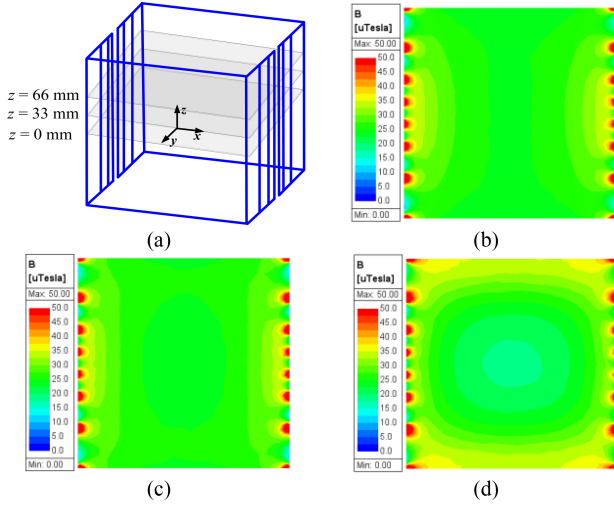 z = 66 mm
z = 33 mm
z = 0 mm
z
x
y
(a)
B
[uTesla]
Max: 50.00
50.0
45.0
40.0
35.0
30.0
25.0
20.0
15.0
10.0
5.0
0.0
Min: 0.00
(b)
B
[uTesla]
Max: 50.00
50.0
45.0
40.0
35.0
30.0
25.0
20.0
15.0
10.0
5.0
0.0
Min: 0.00
(c)
B
[uTesla]
Max: 50.00
50.0
45.0
40.0
35.0
30.0
25.0
20.0
15.0
10.0
5.0
0.0
Min: 0.00
(d)